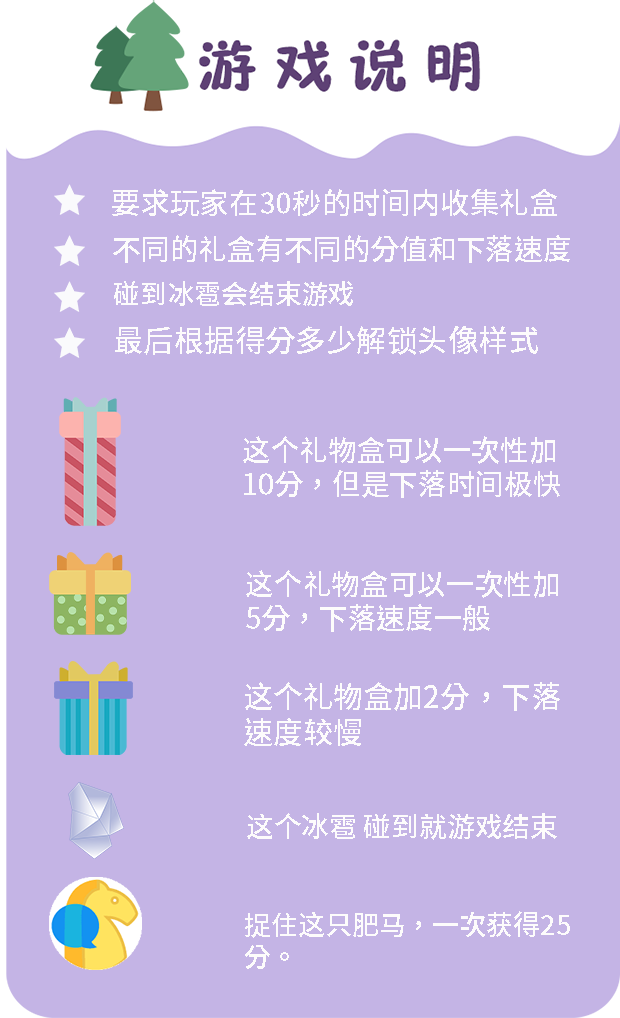 游戏说明
要求玩家在30秒的时间内收集礼盒
不同的礼盒有不同的分值和下落速度
碰到冰雹会结束游戏
最后根据得分多少解锁头像样式
这个礼物盒可以一次性加
10分，但是下落时间极快
这个礼物盒可以一次性加
5分，下落速度一般
这个礼物盒加2分，下落
速度较慢
这个冰雹 碰到就游戏结束
捉住这只肥马，一次获得25
分。